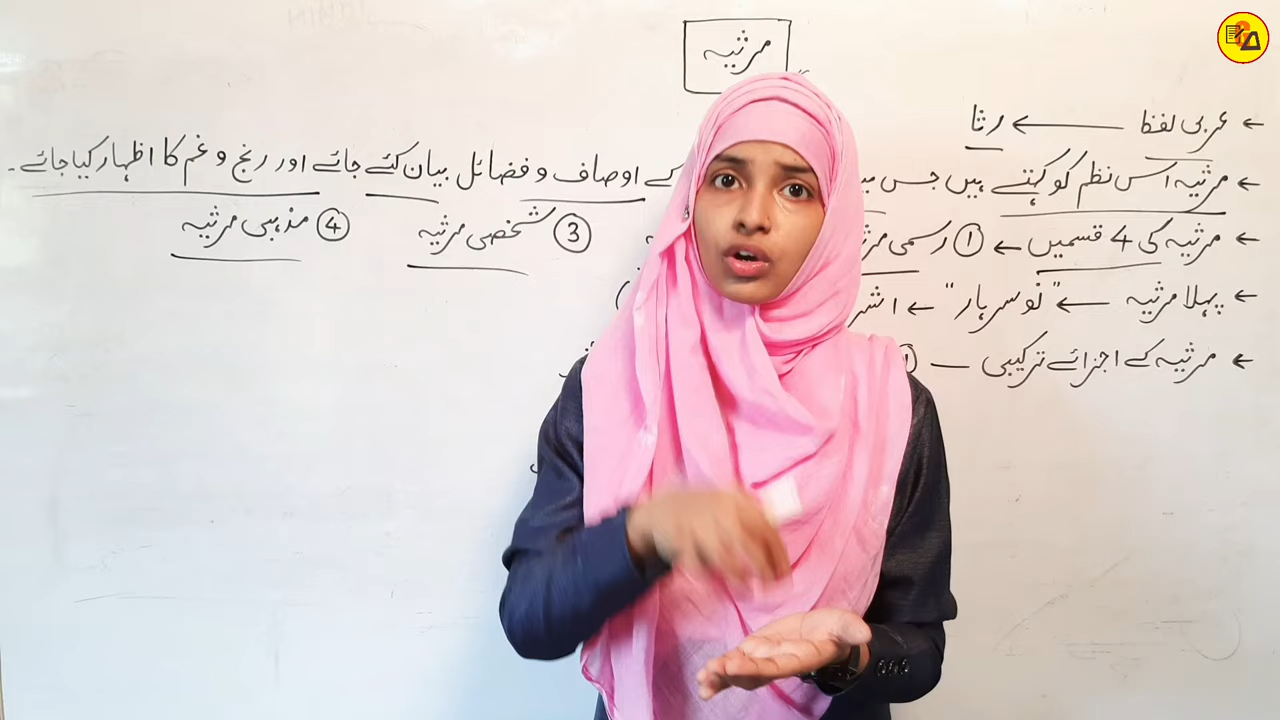 مرثیہ
← عربی لفظ ← رثا
← مرثیہ اس نظم کو کہتے ہیں جس کے اوصاف و فضائل بیان کئے جائے اور رنج و غم کا اظہار کیا جائے۔
← مرثیہ کی 4 قسمیں ← ① رسمی ③ شخصی مرثیہ ④ مذہبی مرثیہ
← پہلا مرثیہ ← "نوسرہار" ←
← مرثیہ کے اجزائے ترکیبی —